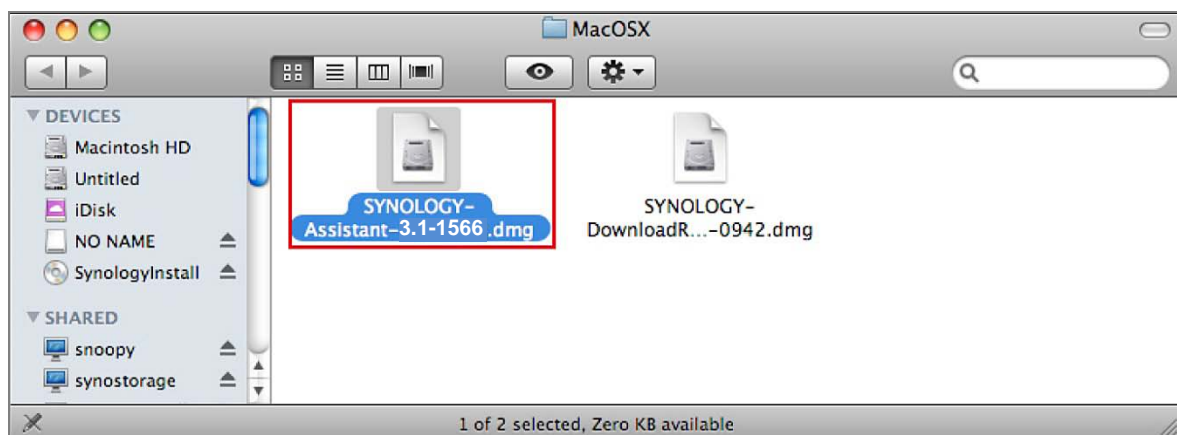 MacOSX
DEVICES
Macintosh HD
Untitled
iDisk
NO NAME
SynologyInstall
SHARED
snoopy
synostorage
SYNOLOGY-
Assistant-3.1-1566.dmg
SYNOLOGY-
DownloadR...-0942.dmg
1 of 2 selected, Zero KB available